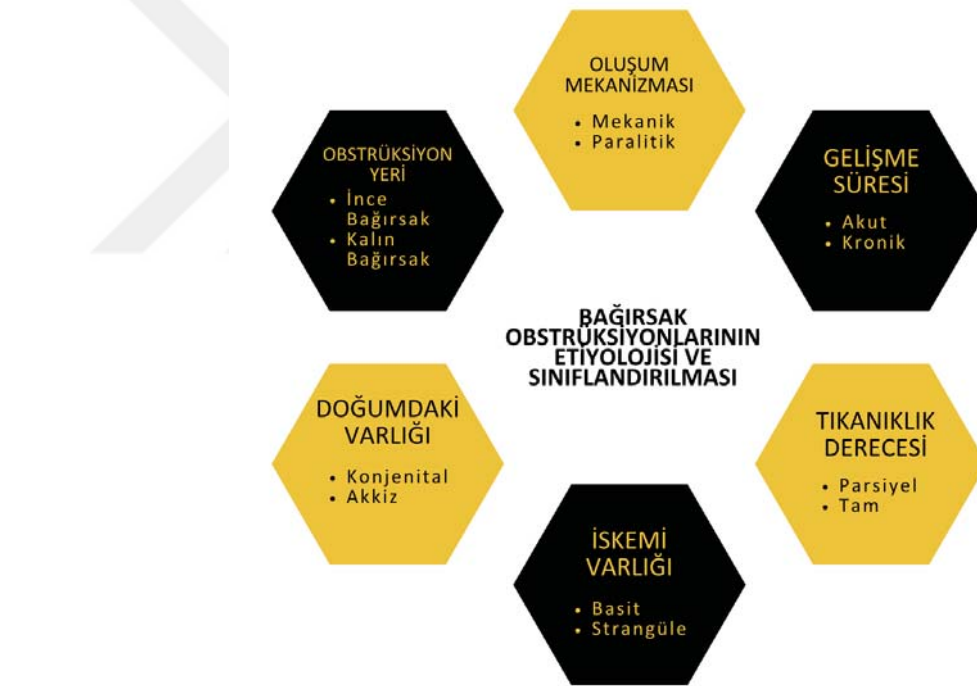 OLUŞUM
MEKANİZMASI
• Mekanik
• Paralitik
OBSTRÜKSİYON
YERİ
• İnce
Bağırsak
• Kalın
Bağırsak
GELİŞME
SÜRESİ
• Akut
• Kronik
BAĞIRSAK
OBSTRÜKSİYONLARININ
ETİYOLOJİSİ VE
SINIFLANDIRILMASI
DOĞUMDAKİ
VARLIĞI
• Konjenital
• Akkiz
TIKANIKLIK
DERECESİ
• Parsiyel
• Tam
İSKEMİ
VARLIĞI
• Basit
• Strangüle